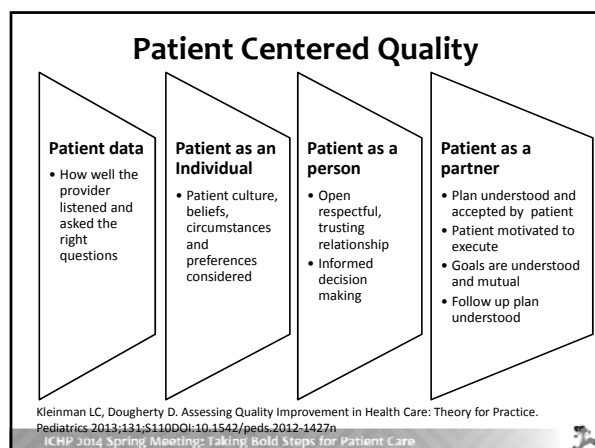 Patient Centered Quality
Patient data
• How well the
provider
listened and
asked the
right
questions
Patient as an
Individual
• Patient culture,
beliefs,
circumstances
and
preferences
considered
Patient as a
person
• Open
respectful,
trusting
relationship
• Informed
decision
making
Patient as a
partner
• Plan understood and
accepted by patient
• Patient motivated to
execute
• Goals are understood
and mutual
• Follow up plan
understood
Kleinman LC, Dougherty D. Assessing Quality Improvement in Health Care: Theory for Practice.
Pediatrics 2013;131;S110DOI:10.1542/peds.2012-1427n
ICHP 2014 Spring Meeting: Taking Bold Steps for Patient Care